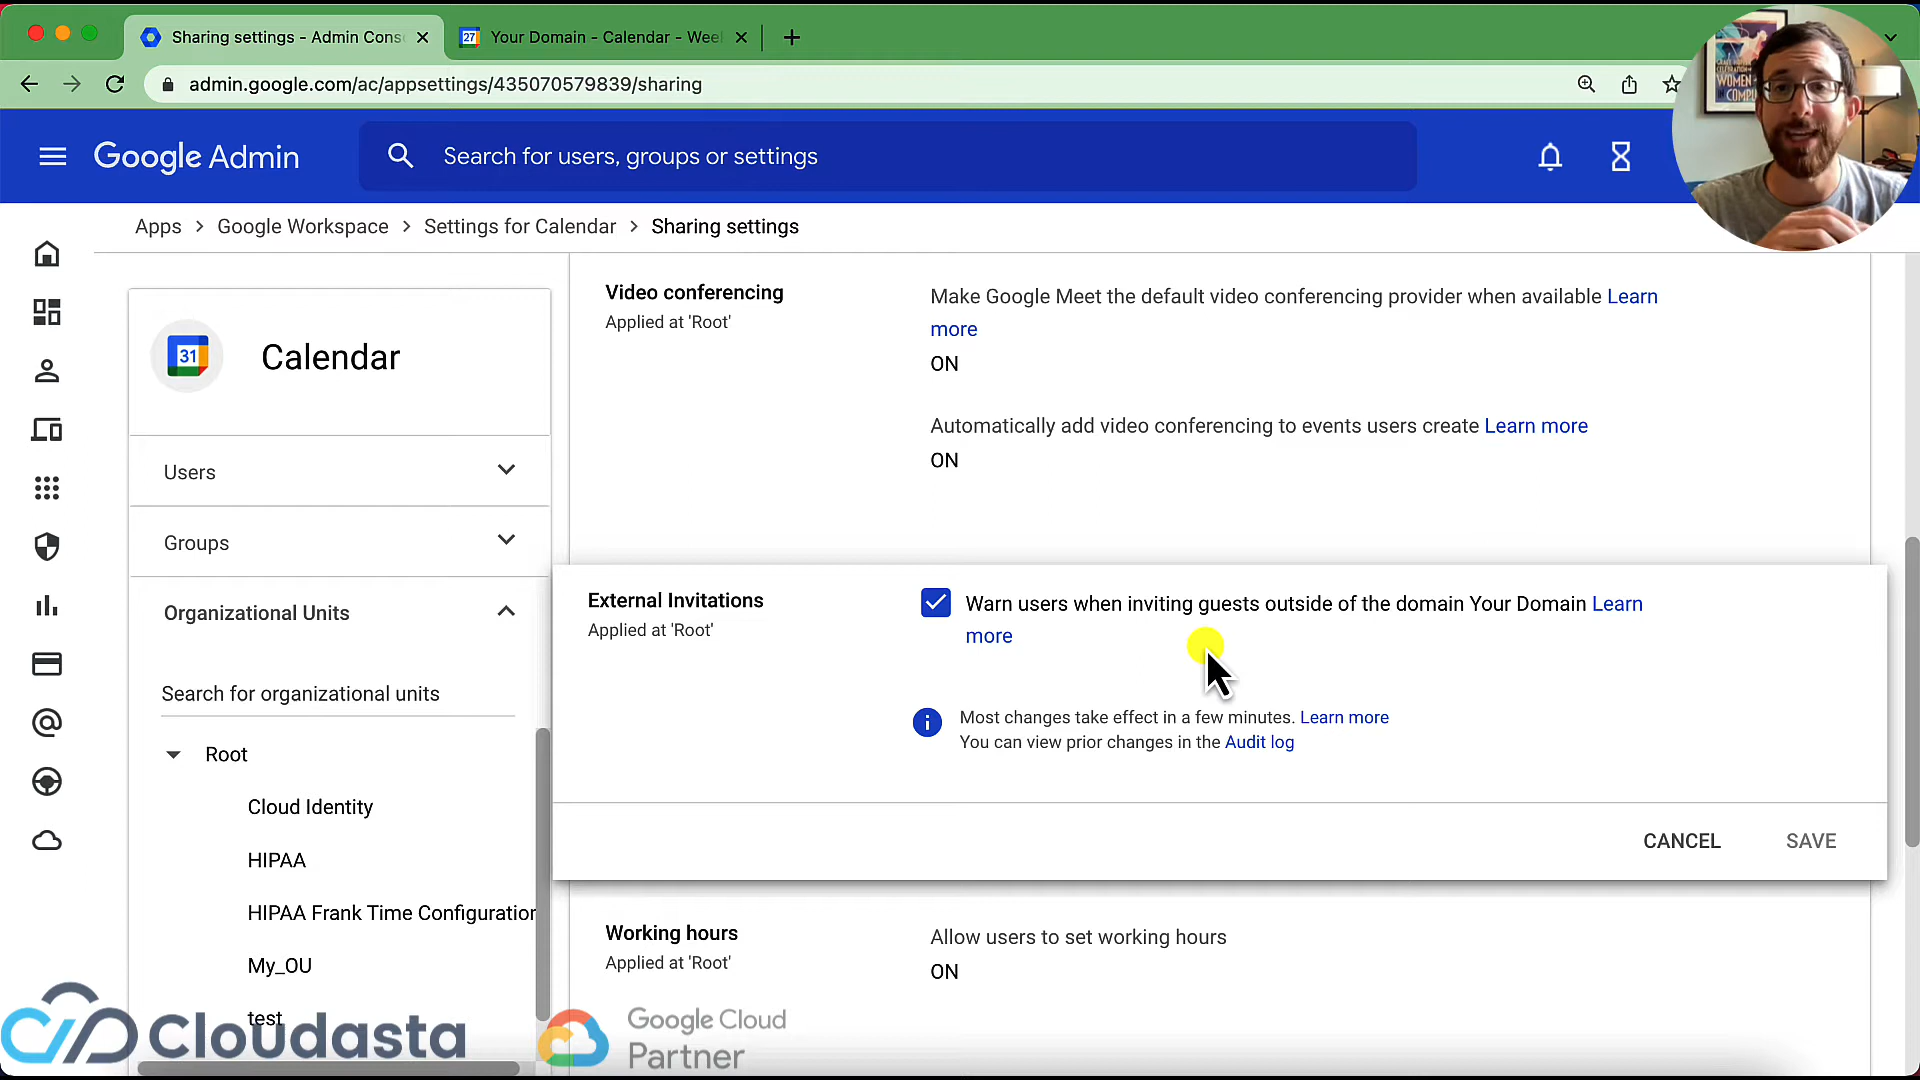 Sharing settings - Admin Cons
27
Your Domain - Calendar - Wee
admin.google.com/ac/appsettings/435070579839/sharing
Google Admin
Search for users, groups or settings
WOMEN
Apps > Google Workspace > Settings for Calendar > Sharing settings
31
Calendar
Users
Groups
Organizational Units
Search for organizational units
Root
Cloud Identity
HIPAA
HIPAA Frank Time Configuration
My_OU
test
Video conferencing
Applied at 'Root'
Make Google Meet the default video conferencing provider when available Learn
more
ON
Automatically add video conferencing to events users create Learn more
ON
External Invitations
Applied at 'Root'
Warn users when inviting guests outside of the domain Your Domain Learn
more
Most changes take effect in a few minutes. Learn more
You can view prior changes in the Audit log
CANCEL
SAVE
Working hours
Applied at 'Root'
Allow users to set working hours
ON
Cloudasta
Google Cloud
Partner